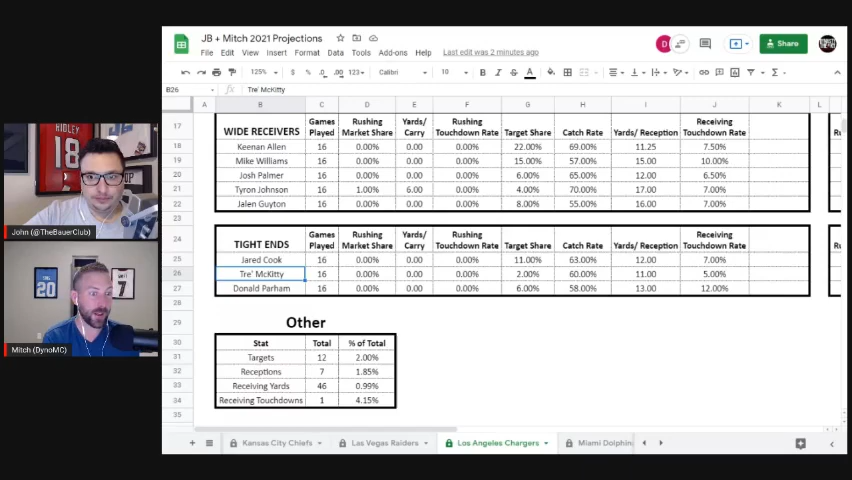 JB + Mitch 2021 Projections
File Edit View Insert Format Data Tools Add-ons Help Last edit was 2 minutes ago
Share
125% $ % .0 .00 123 Calibri 10 B I S A
B26 fx Tre' McKitty
A B C D E F G H I J K L
17 WIDE RECEIVERS Games Played Rushing Market Share Yards/ Carry Rushing Touchdown Rate Target Share Catch Rate Yards/ Reception Receiving Touchdown Rate
18 Keenan Allen 16 0.00% 0.00 0.00% 22.00% 69.00% 11.25 7.50%
19 Mike Williams 16 0.00% 0.00 0.00% 15.00% 57.00% 15.00 10.00%
20 Josh Palmer 16 0.00% 0.00 0.00% 6.00% 65.00% 12.00 6.50%
21 Tyron Johnson 16 1.00% 6.00 0.00% 4.00% 70.00% 17.00 7.00%
22 Jalen Guyton 16 0.00% 0.00 0.00% 8.00% 55.00% 16.00 7.00%
23
24 TIGHT ENDS Games Played Rushing Market Share Yards/ Carry Rushing Touchdown Rate Target Share Catch Rate Yards/ Reception Receiving Touchdown Rate
25 Jared Cook 16 0.00% 0.00 0.00% 11.00% 63.00% 12.00 7.00%
26 Tre' McKitty 16 0.00% 0.00 0.00% 2.00% 60.00% 11.00 5.00%
27 Donald Parham 16 0.00% 0.00 0.00% 6.00% 58.00% 13.00 12.00%
28
29 Other
30 Stat Total % of Total
31 Targets 12 2.00%
32 Receptions 7 1.85%
33 Receiving Yards 46 0.99%
34 Receiving Touchdowns 1 4.15%
35
Kansas City Chiefs Las Vegas Raiders Los Angeles Chargers Miami Dolphins
RIDLEY
18
John (@TheBauerClub)
20
7
Mitch (DynoMC)